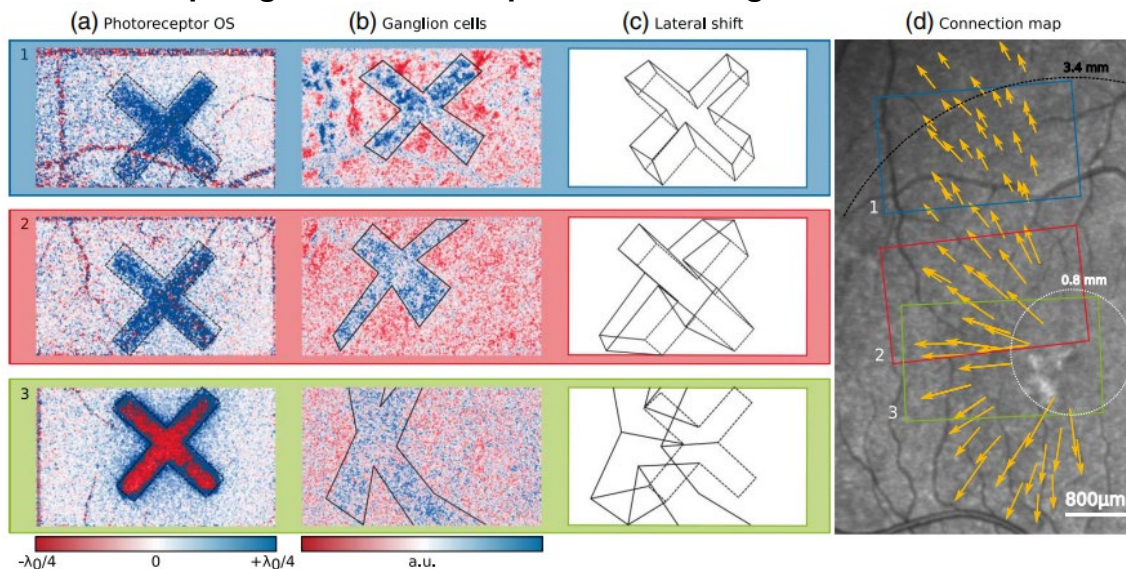 (a) Photoreceptor OS
(b) Ganglion cells
(c) Lateral shift
(d) Connection map
1
2
3
3.4 mm
1
0.8 mm
2
3
800μm
-λ₀/4 0 +λ₀/4
a.u.